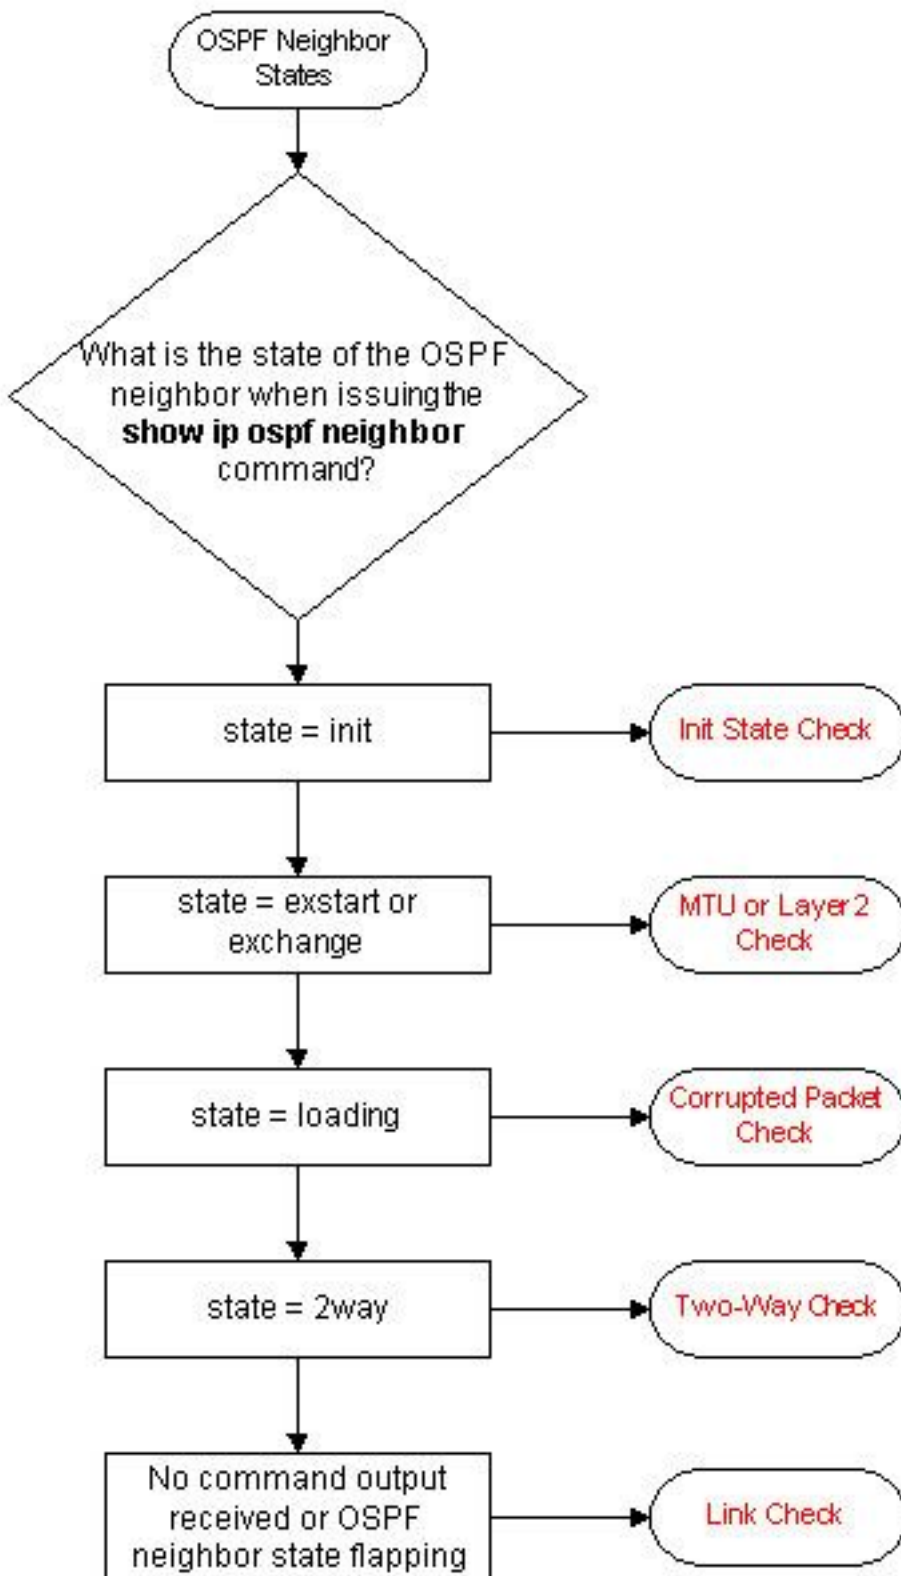 OSPF Neighbor
States
What is the state of the OSPF
neighbor when issuing the
show ip ospf neighbor
command?
state = init
Init State Check
state = exstart or
exchange
MTU or Layer 2
Check
state = loading
Corrupted Packet
Check
state = 2way
Two-Way Check
No command output
received or OSPF
neighbor state flapping
Link Check